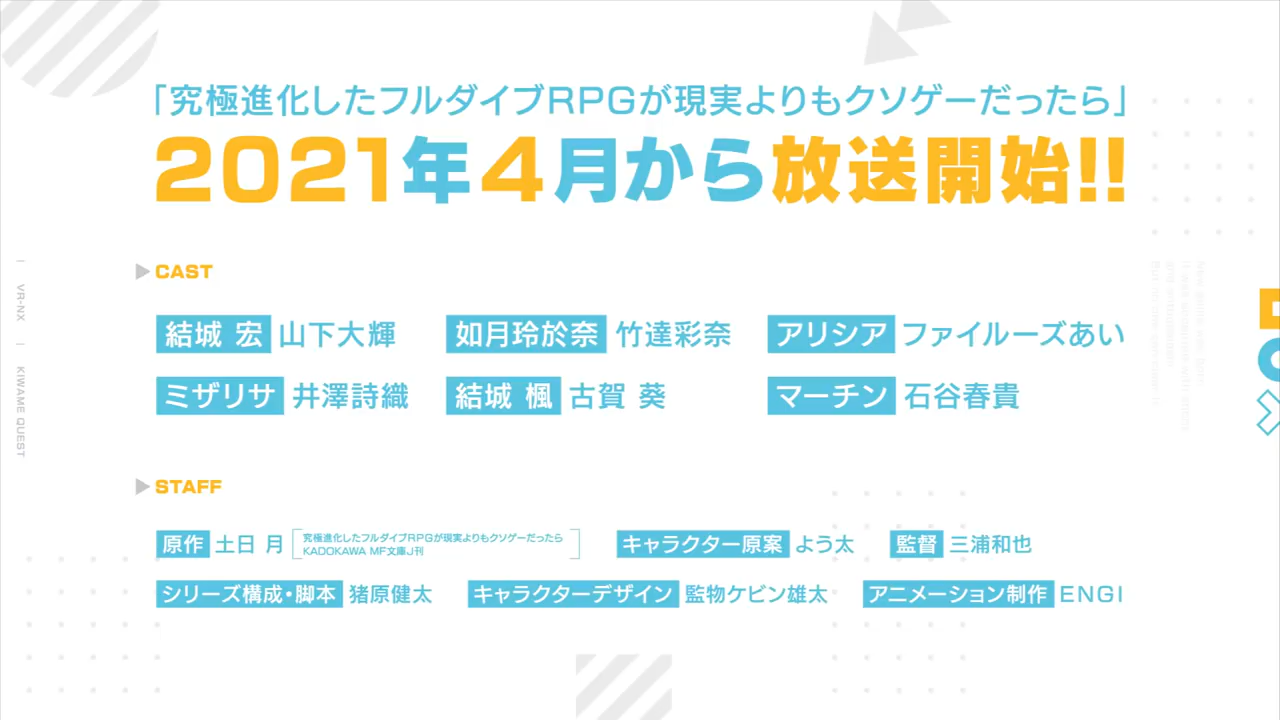 「究極進化したフルダイブRPGが現実よりもクソゲーだったら」
2021年4月から放送開始!!
CAST
結城 宏 山下大輝 如月玲於奈 竹達彩奈 アリシア ファイルーズあい
ミザリサ 井澤詩織 結城 楓 古賀 葵 マーチン 石谷春貴
STAFF
原作 土日 月 究極進化したフルダイブRPGが現実よりもクソゲーだったら
KADOKAWA MF文庫J刊
キャラクター原案 よう太 監督 三浦和也
シリーズ構成・脚本 猪原健太 キャラクターデザイン 監物ケビン雄太 アニメーション制作 ENGI
VR-NX
KIWAME QUEST